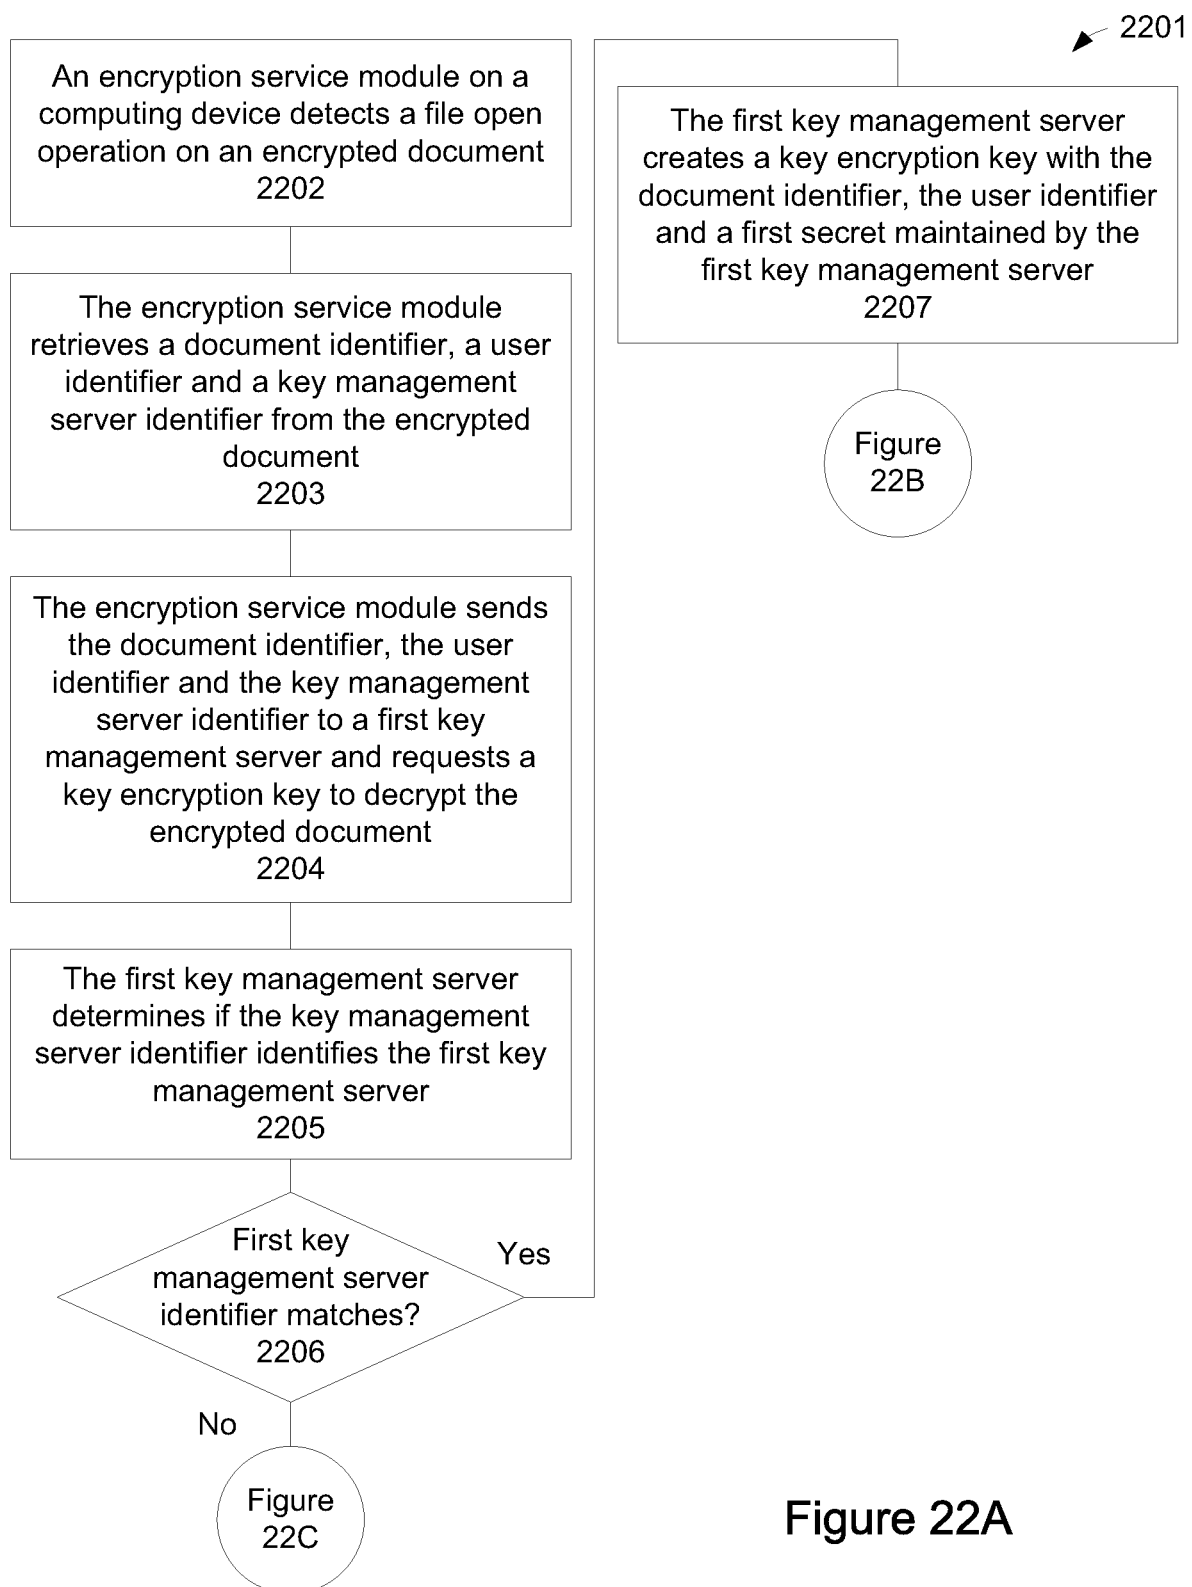 An encryption service module on a
computing device detects a file open
operation on an encrypted document
2202
The encryption service module
retrieves a document identifier, a user
identifier and a key management
server identifier from the encrypted
document
2203
The encryption service module sends
the document identifier, the user
identifier and the key management
server identifier to a first key
management server and requests a
key encryption key to decrypt the
encrypted document
2204
The first key management server
determines if the key management
server identifier identifies the first key
management server
2205
First key
management server
identifier matches?
2206
Yes
No
Figure
22C
2201
The first key management server
creates a key encryption key with the
document identifier, the user identifier
and a first secret maintained by the
first key management server
2207
Figure
22B
Figure 22A